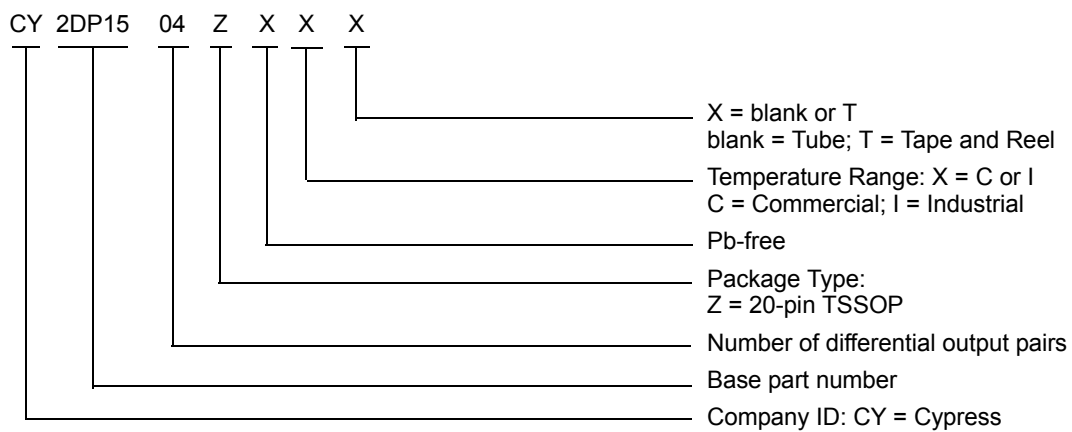 CY 2DP15 04 Z X X X
X = blank or T
blank = Tube; T = Tape and Reel
Temperature Range: X = C or I
C = Commercial; I = Industrial
Pb-free
Package Type:
Z = 20-pin TSSOP
Number of differential output pairs
Base part number
Company ID: CY = Cypress